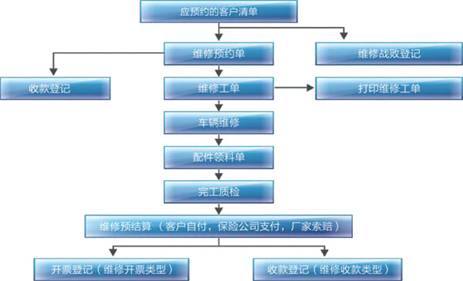 应预约的客户清单
维修预约单
维修战败登记
收款登记
维修工单
打印维修工单
车辆维修
配件领料单
完工质检
维修预结算（客户自付，保险公司支付，厂家索赔）
开票登记（维修开票类型）
收款登记（维修收款类型）